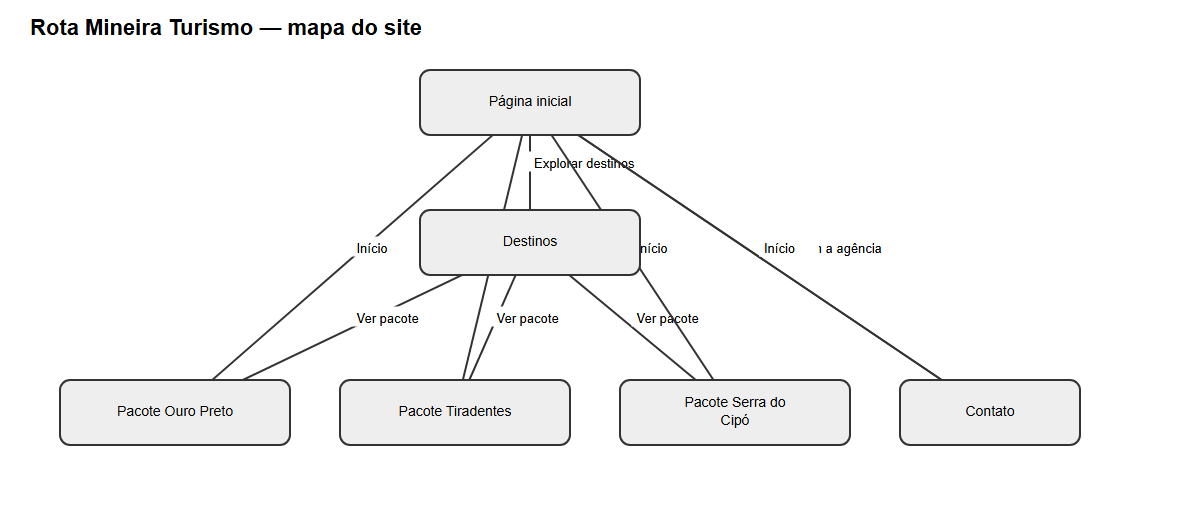 Rota Mineira Turismo — mapa do site
Página inicial
Explorar destinos
Destinos
Início
Início
a agência
Ver pacote
Ver pacote
Ver pacote
Pacote Ouro Preto
Pacote Tiradentes
Pacote Serra do
Cipó
Contato